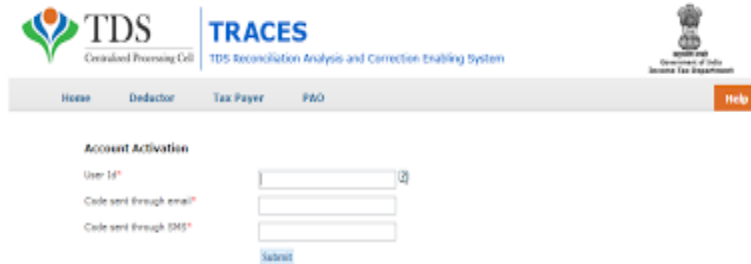 TDS
Centralized Processing Cell
TRACES
TDS Reconciliation Analysis and Correction Enabling System
Government of India
Income Tax Department
Home Deductor Tax Payer PAO Help
Account Activation
User Id*
Code sent through email*
Code sent through SMS*
Submit